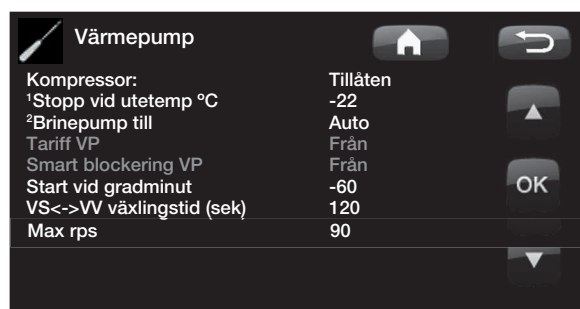 Värmepump
Kompressor: Tillåten
¹Stopp vid utetemp ºC -22
²Brinepump till Auto
Tariff VP Från
Smart blockering VP Från
Start vid gradminut -60
VS<->VV växlingstid (sek) 120
Max rps 90
OK